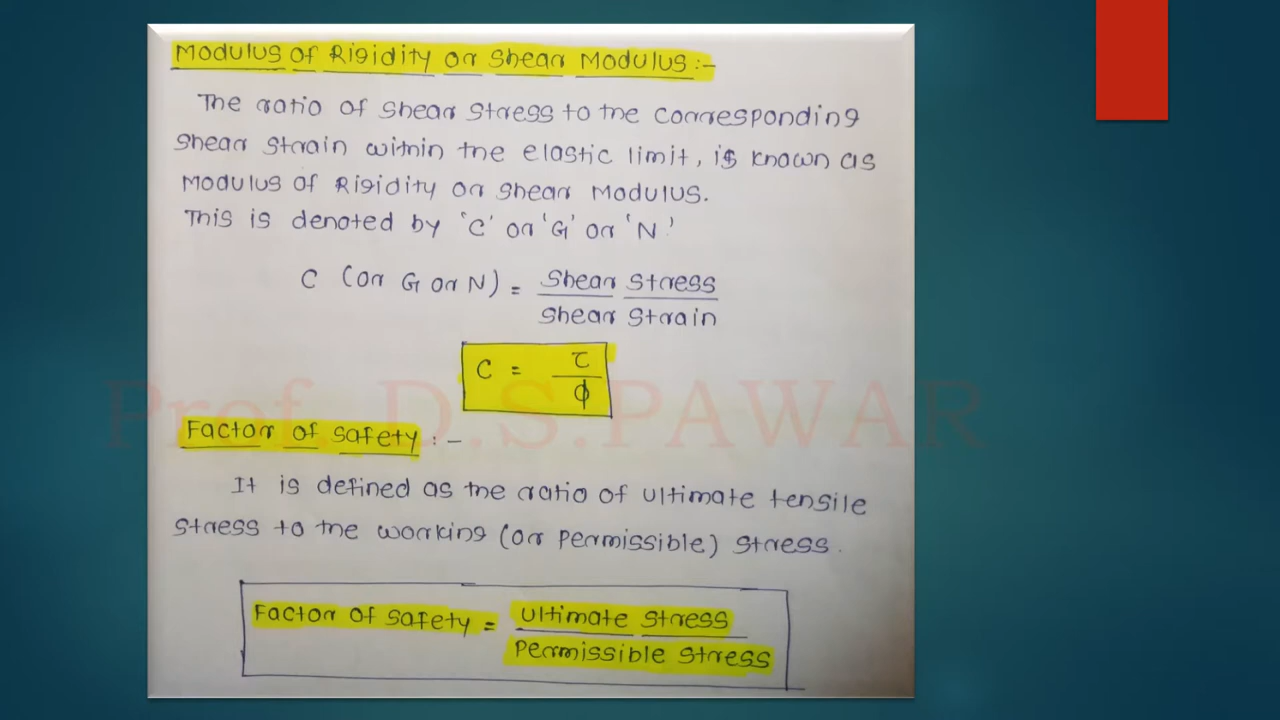 Modulus of Rigidity or Shear Modulus :-
The ratio of shear stress to the corresponding
shear strain within the elastic limit, is known as
Modulus of Rigidity or shear Modulus.
This is denoted by 'C' or 'G' or 'N'
C (or G or N) = Shear Stress / Shear Strain
C = τ / ϕ
Prof. D.S.PAWAR
Factor of safety :-
It is defined as the ratio of ultimate tensile
stress to the working (or permissible) stress.
Factor of safety = Ultimate stress / Permissible stress